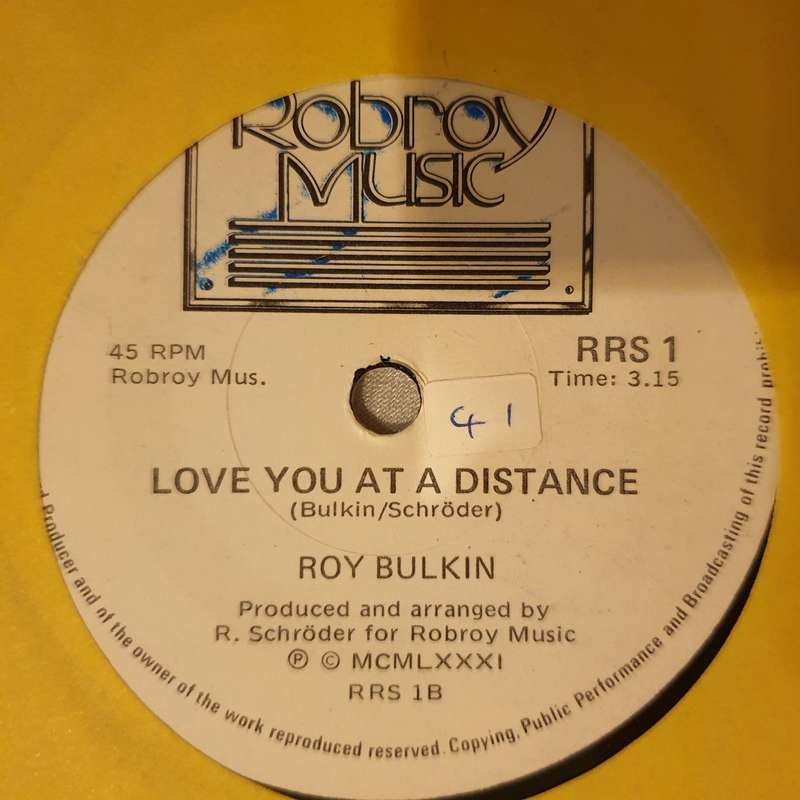 Robroy
Music
45 RPM
Robroy Mus.
RRS 1
Time: 3.15
41
LOVE YOU AT A DISTANCE
(Bulkin/Schröder)
ROY BULKIN
Produced and arranged by
R. Schröder for Robroy Music
℗ © MCMLXXXI
RRS 1B
Producer and of the owner of the work reproduced reserved. Copying, Public Performance and Broadcasting of this record